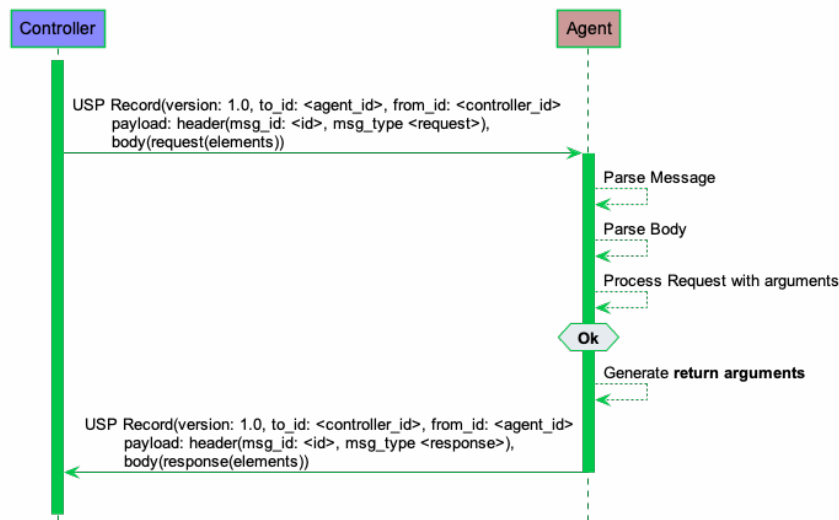 Controller
Agent
USP Record(version: 1.0, to_id: <agent_id>, from_id: <controller_id>
payload: header(msg_id: <id>, msg_type <request>),
body(request(elements))
Parse Message
Parse Body
Process Request with arguments
Ok
Generate return arguments
USP Record(version: 1.0, to_id: <controller_id>, from_id: <agent_id>
payload: header(msg_id: <id>, msg_type <response>),
body(response(elements))